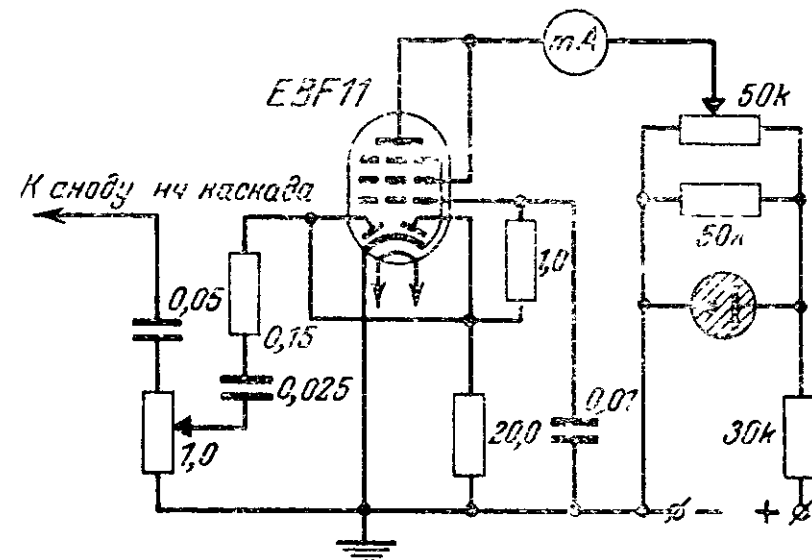 mA
EBF11
50k
К аноду нч каскада
50k
1,0
0,05
0,15
0,025
1,0
20,0
0,01
30k
+